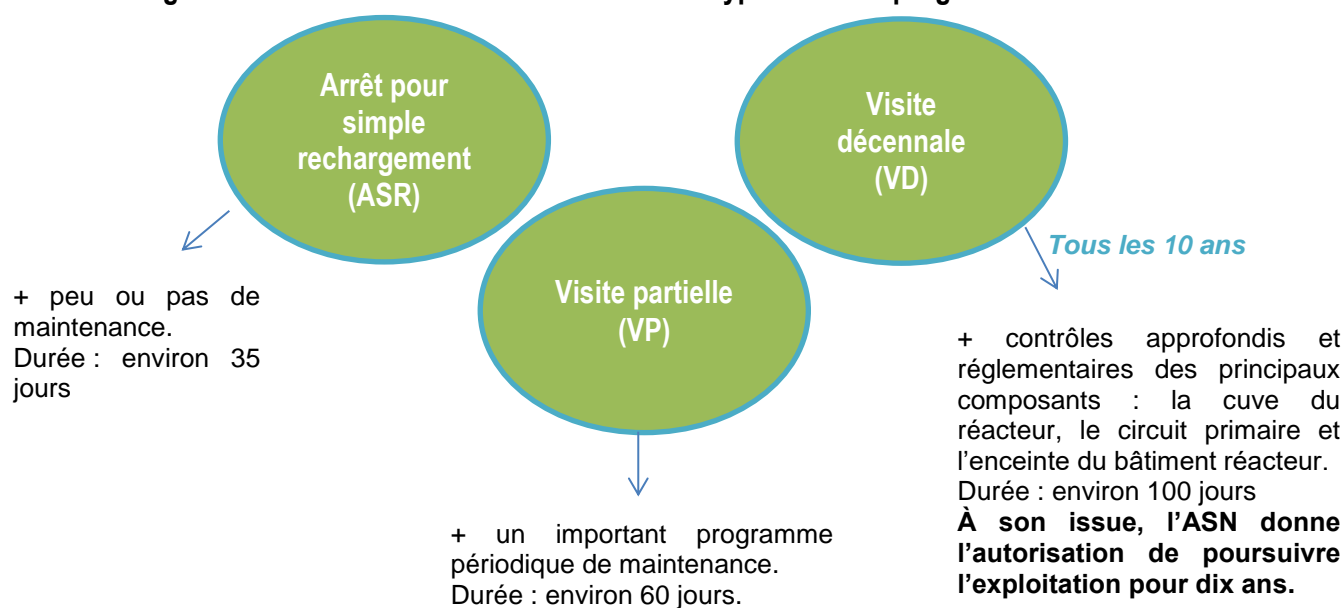 Arrêt pour
simple
rechargement
(ASR)
Visite
décennale
(VD)
Visite partielle
(VP)
Tous les 10 ans
+ peu ou pas de
maintenance.
Durée : environ 35
jours
+ un important programme
périodique de maintenance.
Durée : environ 60 jours.
+ contrôles approfondis et
réglementaires des principaux
composants : la cuve du
réacteur, le circuit primaire et
l’enceinte du bâtiment réacteur.
Durée : environ 100 jours
À son issue, l’ASN donne
l’autorisation de poursuivre
l’exploitation pour dix ans.